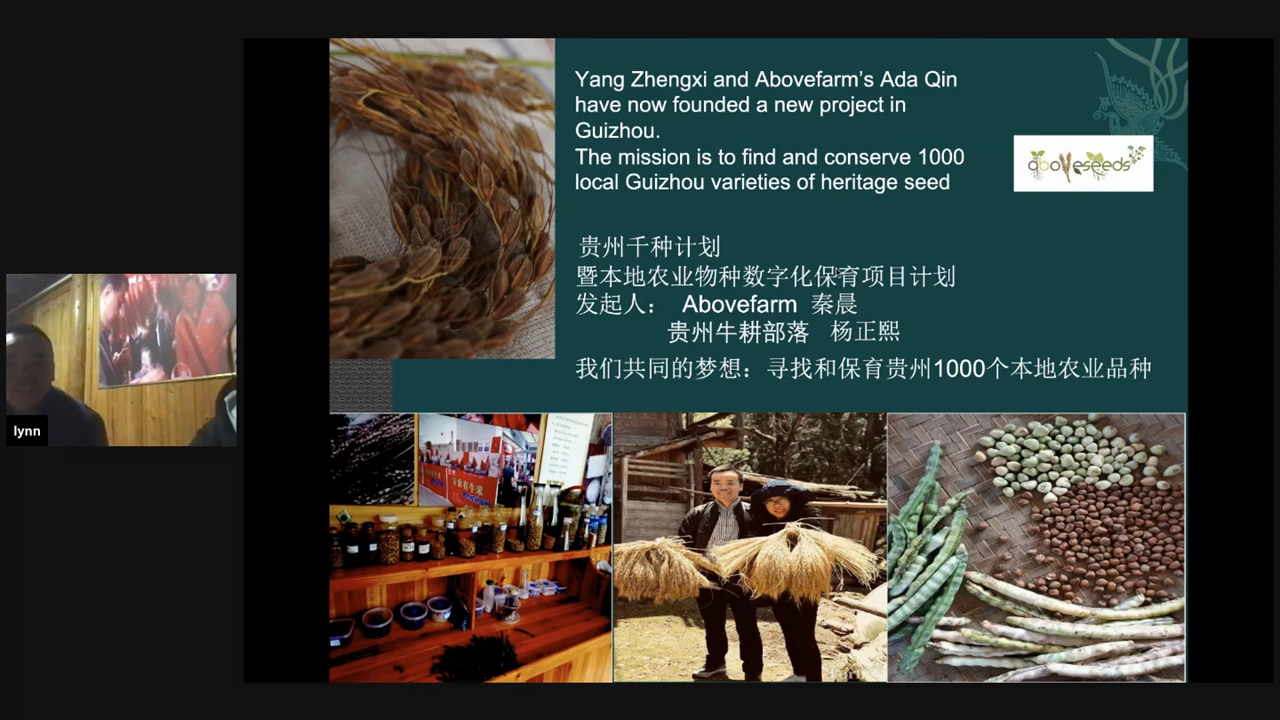 Yang Zhengxi and Abovefarm's Ada Qin
have now founded a new project in
Guizhou.
The mission is to find and conserve 1000
local Guizhou varieties of heritage seed
aboveseeds
贵州千种计划
暨本地农业物种数字化保育项目计划
发起人： Abovefarm 秦晨
贵州牛耕部落 杨正熙
我们共同的梦想：寻找和保育贵州1000个本地农业品种
lynn